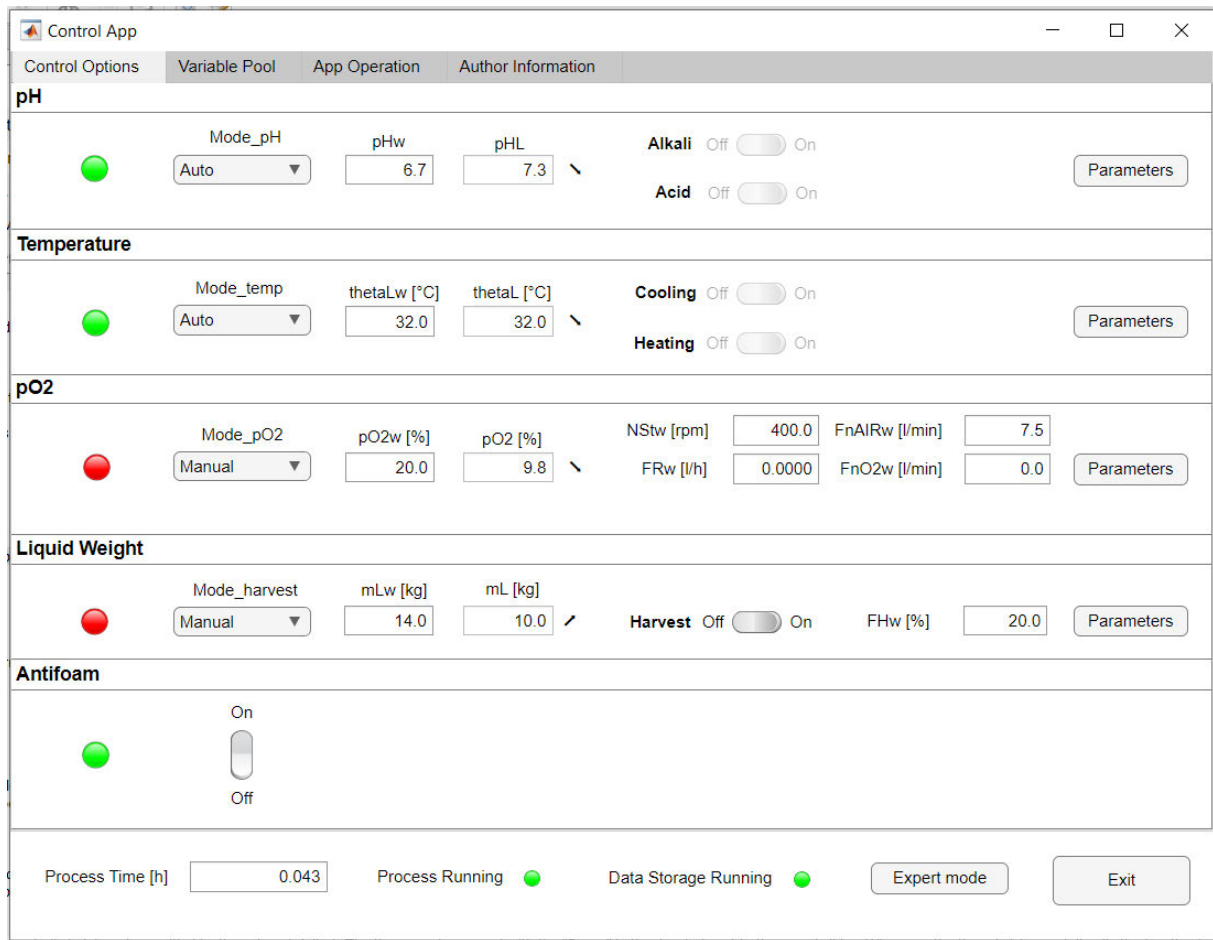 Control App
Control Options Variable Pool App Operation Author Information
pH
Mode_pH pHw pHL Alkali Off On
Auto 6.7 7.3 Parameters
Acid Off On
Temperature
Mode_temp thetaLw [°C] thetaL [°C] Cooling Off On
Auto 32.0 32.0 Parameters
Heating Off On
pO2
Mode_pO2 pO2w [%] pO2 [%] NStw [rpm] 400.0 FnAIRw [l/min] 7.5
Manual 20.0 9.8 FRw [l/h] 0.0000 FnO2w [l/min] 0.0 Parameters
Liquid Weight
Mode_harvest mLw [kg] mL [kg]
Manual 14.0 10.0 Harvest Off On FHw [%] 20.0 Parameters
Antifoam
On
Off
Process Time [h] 0.043 Process Running Data Storage Running Expert mode Exit